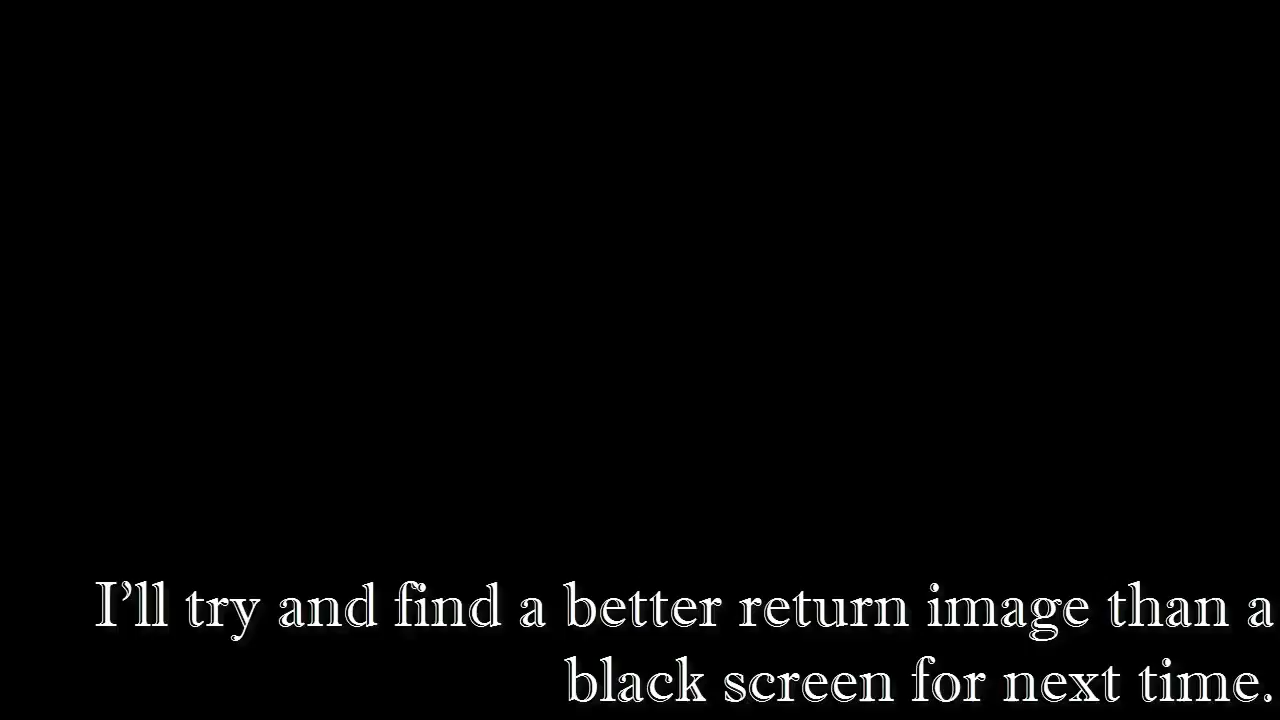 I’ll try and find a better return image than a
black screen for next time.